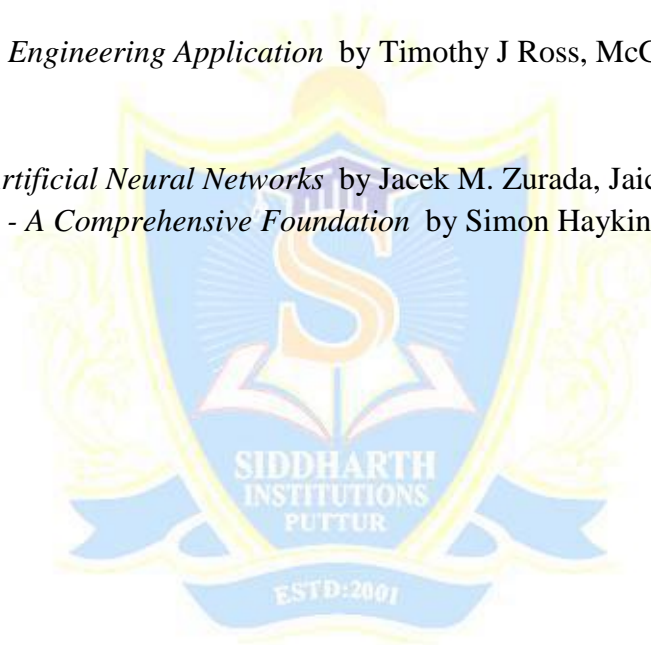 Engineering Application by Timothy J Ross, McG
rtificial Neural Networks by Jacek M. Zurada, Jaic
- A Comprehensive Foundation by Simon Haykin
S
SIDDHARTH
INSTITUTIONS
PUTTUR
ESTD:2001